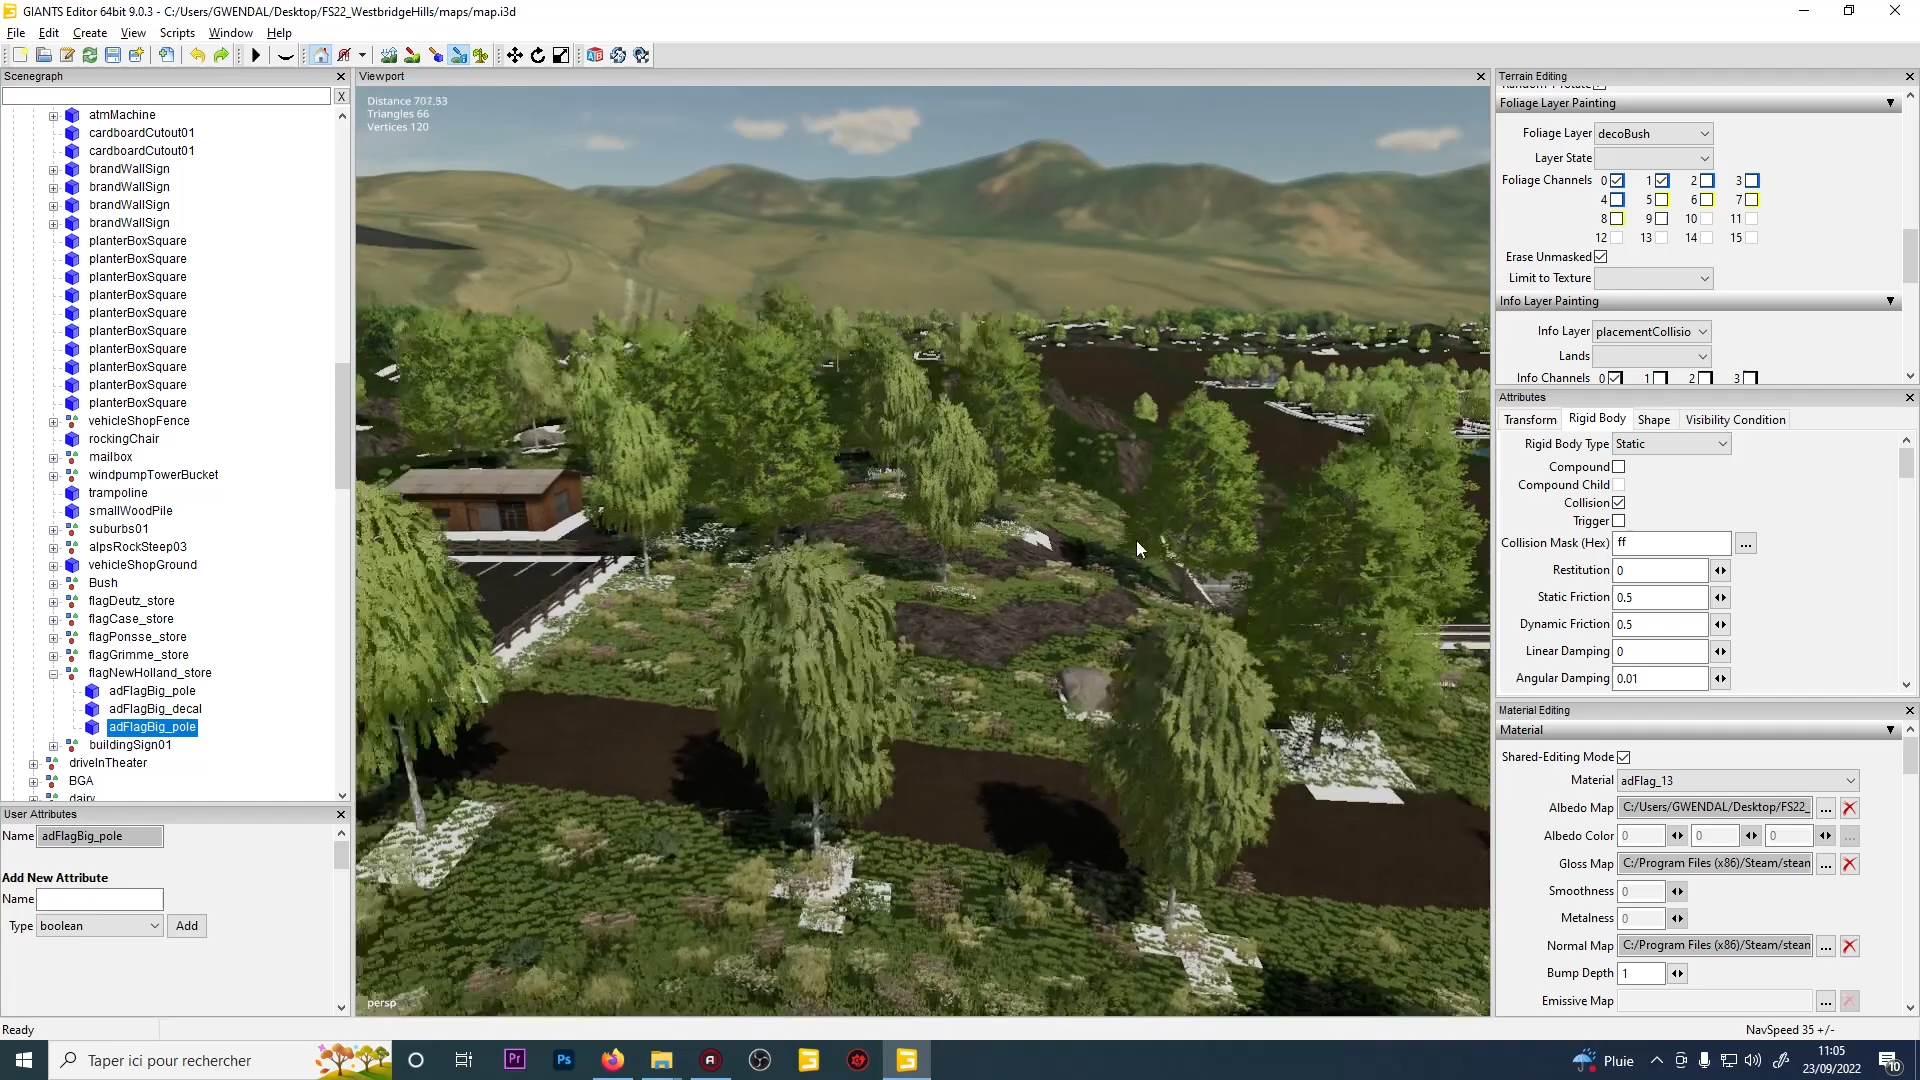 GIANTS Editor 64bit 9.0.3 - C:/Users/GWENDAL/Desktop/FS22_WestbridgeHills/maps/map.i3d
File Edit Create View Scripts Window Help
Scenegraph
X
atmMachine
cardboardCutout01
cardboardCutout01
brandWallSign
brandWallSign
brandWallSign
brandWallSign
planterBoxSquare
planterBoxSquare
planterBoxSquare
planterBoxSquare
planterBoxSquare
planterBoxSquare
planterBoxSquare
planterBoxSquare
planterBoxSquare
planterBoxSquare
vehicleShopFence
rockingChair
mailbox
windpumpTowerBucket
trampoline
smallWoodPile
suburbs01
alpsRockSteep03
vehicleShopGround
Bush
flagDeutz_store
flagCase_store
flagPonsse_store
flagGrimme_store
flagNewHolland_store
adFlagBig_pole
adFlagBig_decal
adFlagBig_pole
buildingSign01
driveInTheater
BGA
dairy
User Attributes
Name adFlagBig_pole
Add New Attribute
Name
Type boolean Add
Ready
Viewport
Distance 707.53
Triangles 66
Vertices 120
persp
Terrain Editing
Foliage Layer Painting
Foliage Layer decoBush
Layer State
Foliage Channels 0 1 2 3
4 5 6 7
8 9 10 11
12 13 14 15
Erase Unmasked
Limit to Texture
Info Layer Painting
Info Layer placementCollisio
Lands
Info Channels 0 1 2 3
Attributes
Transform Rigid Body Shape Visibility Condition
Rigid Body Type Static
Compound
Compound Child
Collision
Trigger
Collision Mask (Hex) ff ...
Restitution 0
Static Friction 0.5
Dynamic Friction 0.5
Linear Damping 0
Angular Damping 0.01
Material Editing
Material
Shared-Editing Mode
Material adFlag_13
Albedo Map C:/Users/GWENDAL/Desktop/FS22_ ...
Albedo Color 0 0 0 ...
Gloss Map C:/Program Files (x86)/Steam/stean ...
Smoothness 0
Metalness 0
Normal Map C:/Program Files (x86)/Steam/stean ...
Bump Depth 1
Emissive Map ...
NavSpeed 35 +/-
Taper ici pour rechercher
Pr
Ps
Pluie
11:05
23/09/2022
10